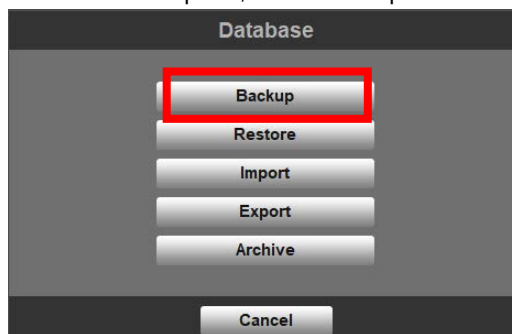 Database
Backup
Restore
Import
Export
Archive
Cancel